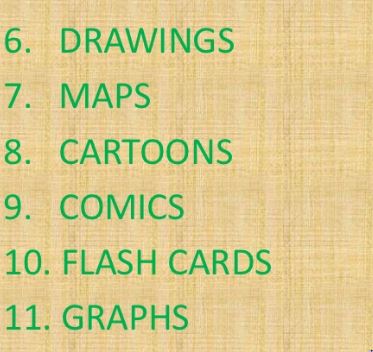 6. DRAWINGS
7. MAPS
8. CARTOONS
9. COMICS
10. FLASH CARDS
11. GRAPHS